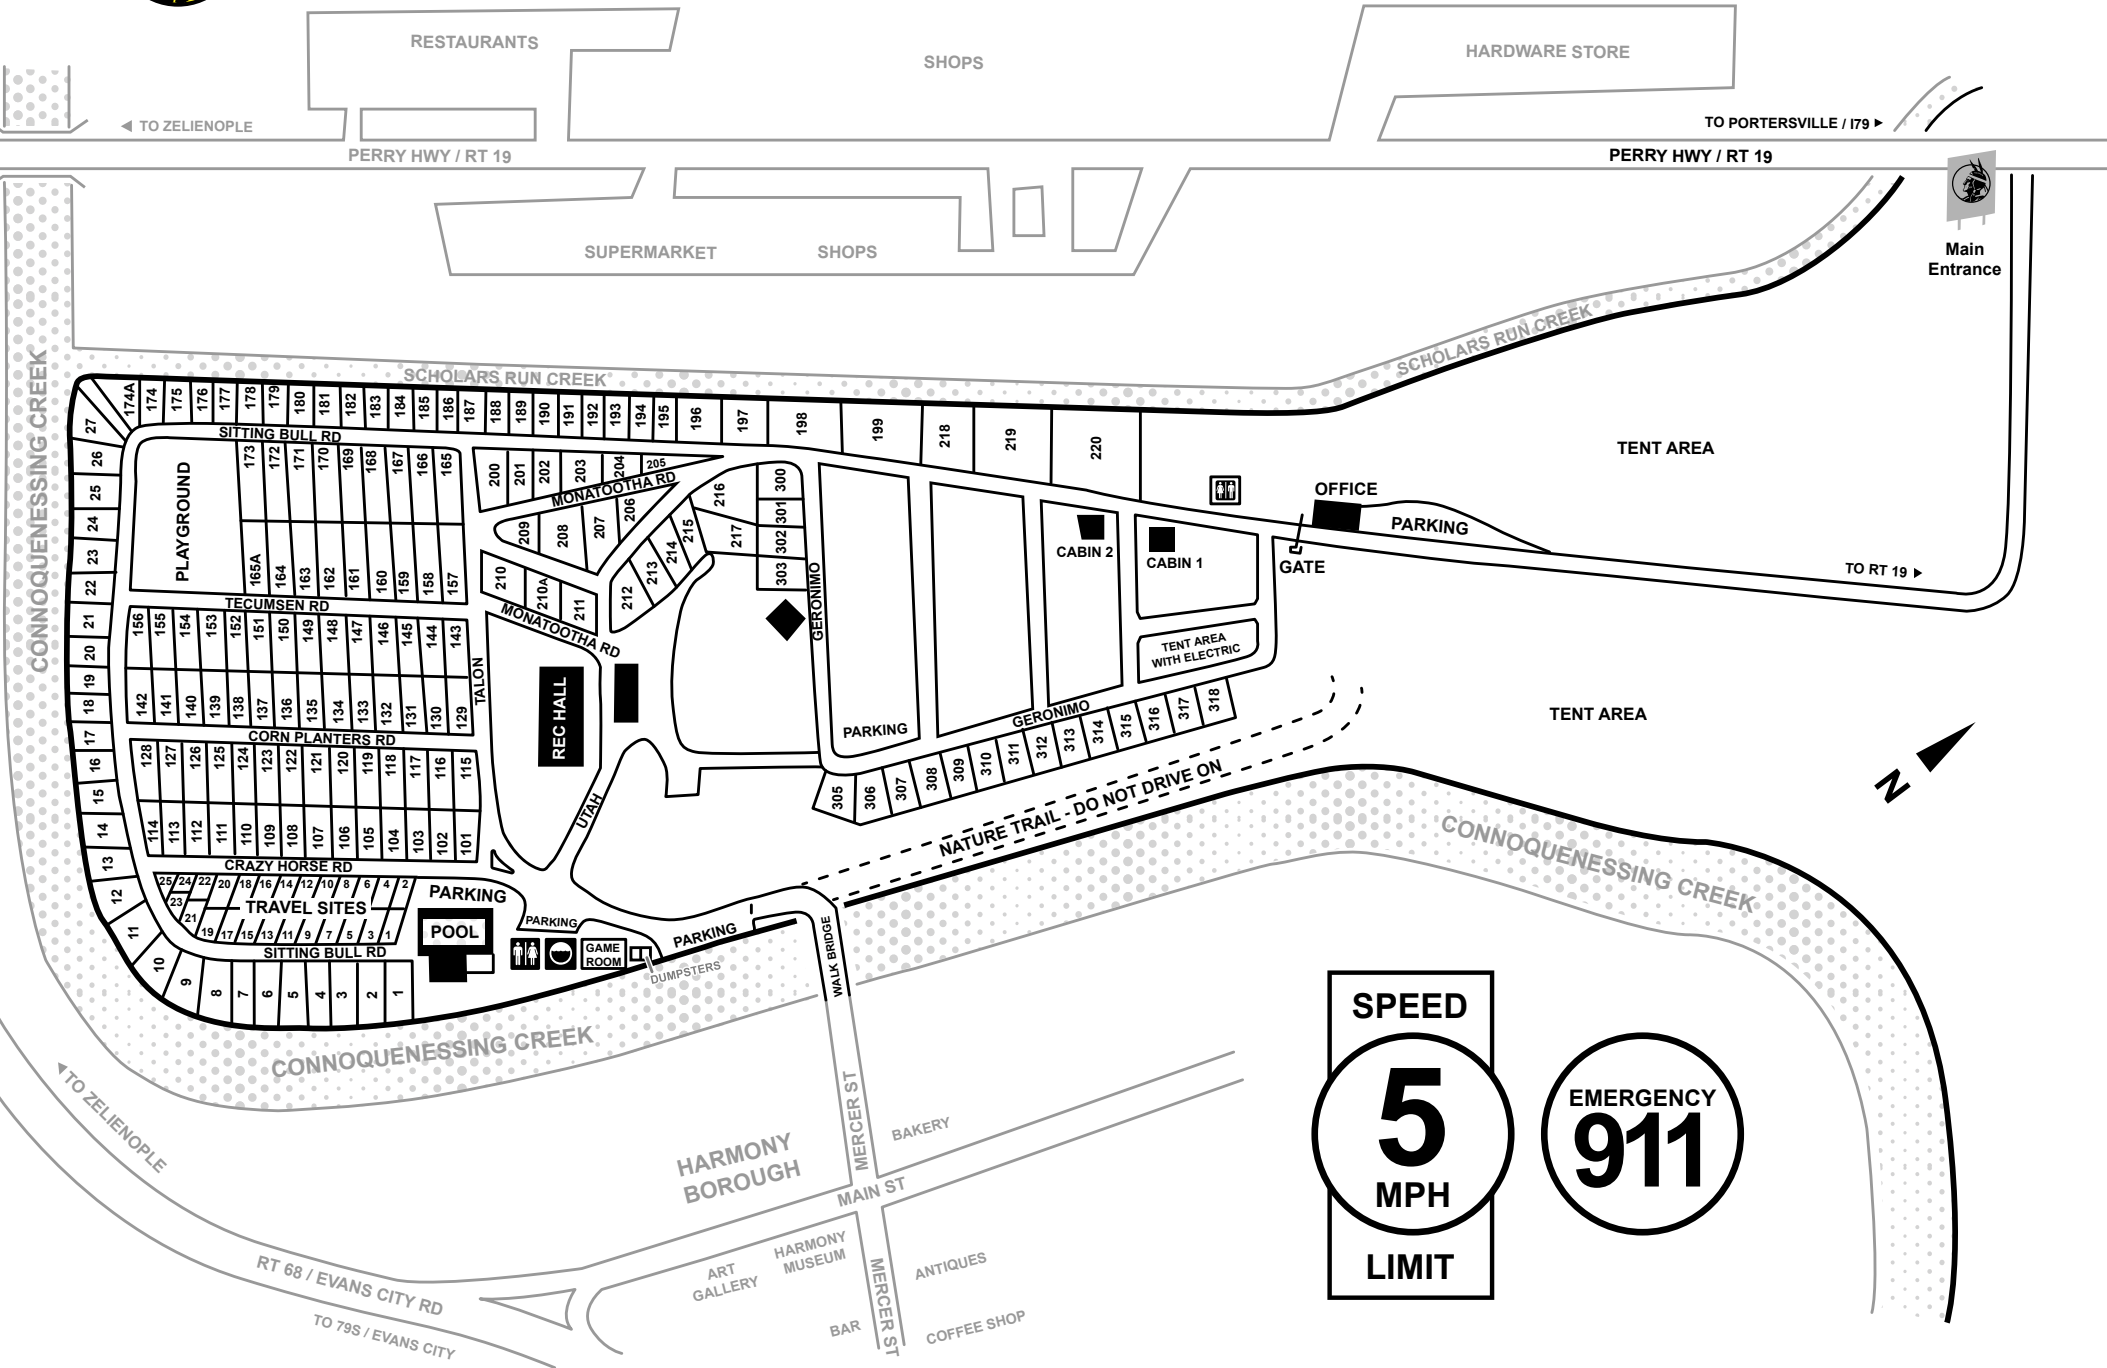 RESTAURANTS
SHOPS
HARDWARE STORE
◄ TO ZELIENOPLE
TO PORTERSVILLE / I79 ►
PERRY HWY / RT 19
PERRY HWY / RT 19
SUPERMARKET
SHOPS
Main
Entrance
SCHOLARS RUN CREEK
SCHOLARS RUN CREEK
CONNOQUENESSING CREEK
174A 174 175 176 177 178 179 180 181 182 183 184 185 186 187 188 189 190 191 192 193 194 195 196 197 198 199 218 219 220
SITTING BULL RD
27
26
25
24
23
22
21
20
19
18
17
16
15
14
13
12
11
10
9
8 7 6 5 4 3 2 1
PLAYGROUND
173 172 171 170 169 168 167 166 165
165A 164 163 162 161 160 159 158 157
TECUMSEN RD
156 155 154 153 152 151 150 149 148 147 146 145 144 143
142 141 140 139 138 137 136 135 134 133 132 131 130 129
TALON
CORN PLANTERS RD
128 127 126 125 124 123 122 121 120 119 118 117 116 115
114 113 112 111 110 109 108 107 106 105 104 103 102 101
CRAZY HORSE RD
25 24 22 20 18 16 14 12 10 8 6 4 2
23
21
TRAVEL SITES
19 17 15 13 11 9 7 5 3 1
SITTING BULL RD
200 201 202 203 204 205
MONATOOTHA RD
209 208 207 206
210 210A 211
MONATOOTHA RD
212 213 214 215
216
217
300
301
302
303
GERONIMO
REC HALL
UTAH
PARKING
POOL
PARKING
GAME
ROOM
DUMPSTERS
PARKING
WALK BRIDGE
CABIN 2
CABIN 1
OFFICE
PARKING
GATE
TENT AREA
TO RT 19 ►
TENT AREA
WITH ELECTRIC
TENT AREA
PARKING
GERONIMO
305 306 307 308 309 310 311 312 313 314 315 316 317 318
NATURE TRAIL - DO NOT DRIVE ON
N
CONNOQUENESSING CREEK
CONNOQUENESSING CREEK
◄ TO ZELIENOPLE
HARMONY
BOROUGH
MERCER ST
BAKERY
MAIN ST
HARMONY
MUSEUM
ART
GALLERY
MERCER ST
ANTIQUES
BAR
COFFEE SHOP
RT 68 / EVANS CITY RD
TO 79S / EVANS CITY
SPEED
5
MPH
LIMIT
EMERGENCY
911